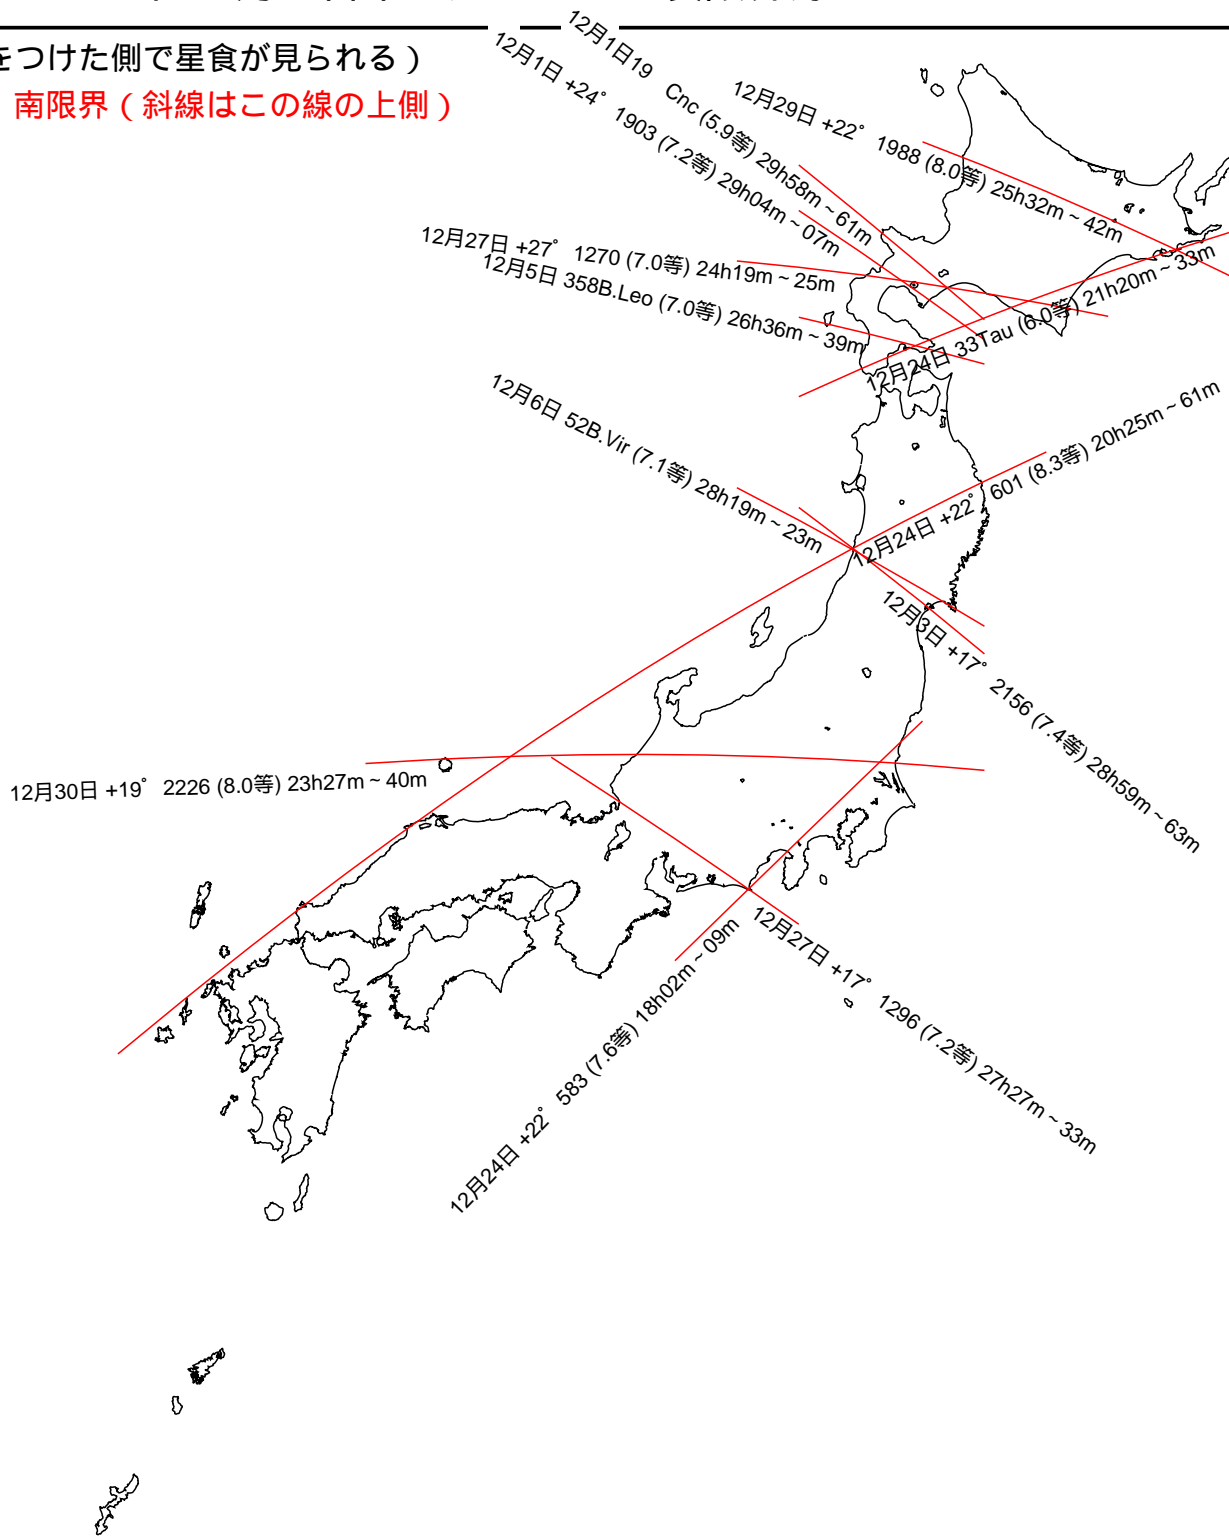 をつけた側で星食が見られる）
南限界（斜線はこの線の上側）
12月1日19 Cnc (5.9等) 29h58m ~ 61m
12月1日 +24° 1903 (7.2等) 29h04m ~ 07m
12月29日 +22° 1988 (8.0等) 25h32m ~ 42m
12月27日 +27° 1270 (7.0等) 24h19m ~ 25m
12月5日 358B.Leo (7.0等) 26h36m ~ 39m
12月24日 33Tau (6.0等) 21h20m ~ 33m
12月6日 52B.Vir (7.1等) 28h19m ~ 23m
12月24日 +22° 601 (8.3等) 20h25m ~ 61m
12月3日 +17° 2156 (7.4等) 28h59m ~ 63m
12月30日 +19° 2226 (8.0等) 23h27m ~ 40m
12月27日 +17° 1296 (7.2等) 27h27m ~ 33m
12月24日 +22° 583 (7.6等) 18h02m ~ 09m